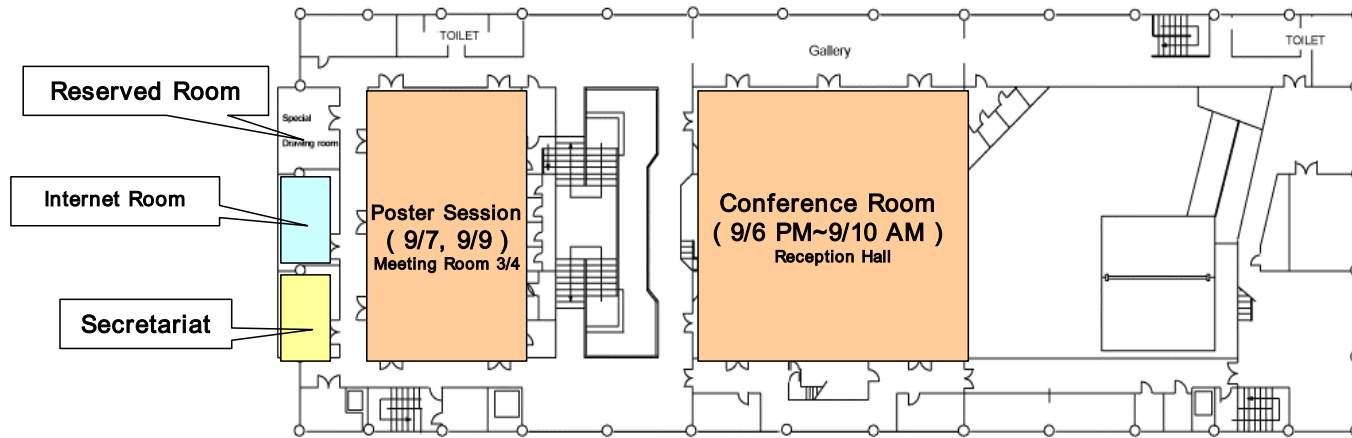 TOILET
Gallery
TOILET
Reserved Room
Special
Drawing room
Internet Room
Poster Session
( 9/7, 9/9 )
Meeting Room 3/4
Conference Room
( 9/6 PM~9/10 AM )
Reception Hall
Secretariat